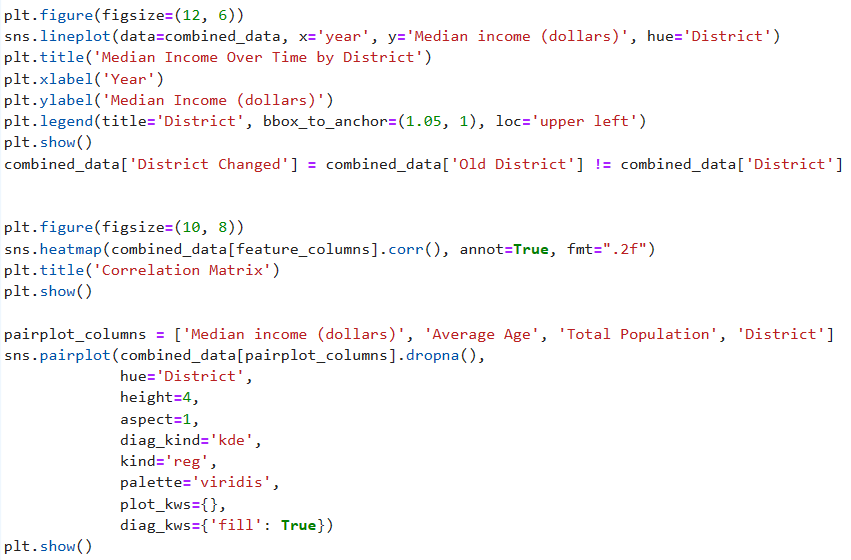 plt.figure(figsize=(12, 6))
sns.lineplot(data=combined_data, x='year', y='Median income (dollars)', hue='District')
plt.title('Median Income Over Time by District')
plt.xlabel('Year')
plt.ylabel('Median Income (dollars)')
plt.legend(title='District', bbox_to_anchor=(1.05, 1), loc='upper left')
plt.show()
combined_data['District Changed'] = combined_data['Old District'] != combined_data['District']
plt.figure(figsize=(10, 8))
sns.heatmap(combined_data[feature_columns].corr(), annot=True, fmt=".2f")
plt.title('Correlation Matrix')
plt.show()
pairplot_columns = ['Median income (dollars)', 'Average Age', 'Total Population', 'District']
sns.pairplot(combined_data[pairplot_columns].dropna(),
hue='District',
height=4,
aspect=1,
diag_kind='kde',
kind='reg',
palette='viridis',
plot_kws={},
diag_kws={'fill': True})
plt.show()